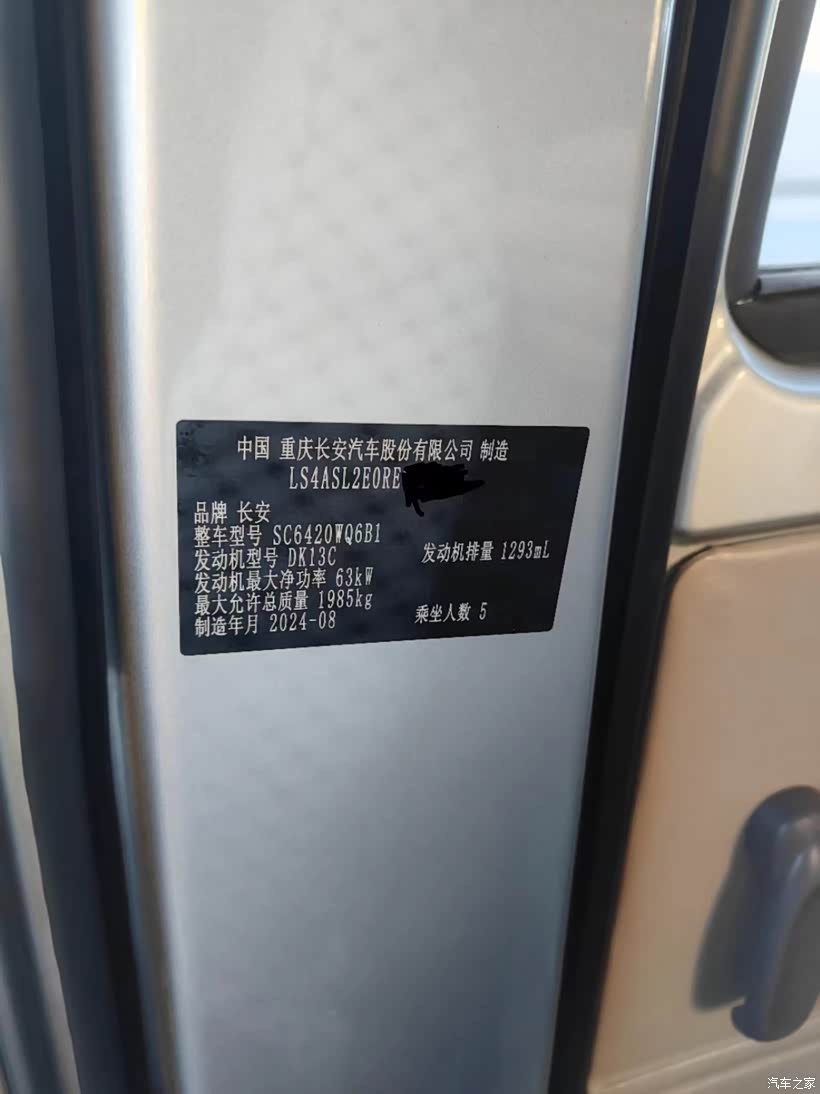 中国 重庆长安汽车股份有限公司 制造
LS4ASL2E0RE
品牌 长安
整车型号 SC6420WQ6B1
发动机型号 DK13C 发动机排量 1293mL
发动机最大净功率 63kW
最大允许总质量 1985kg
制造年月 2024-08 乘坐人数 5
汽车之家